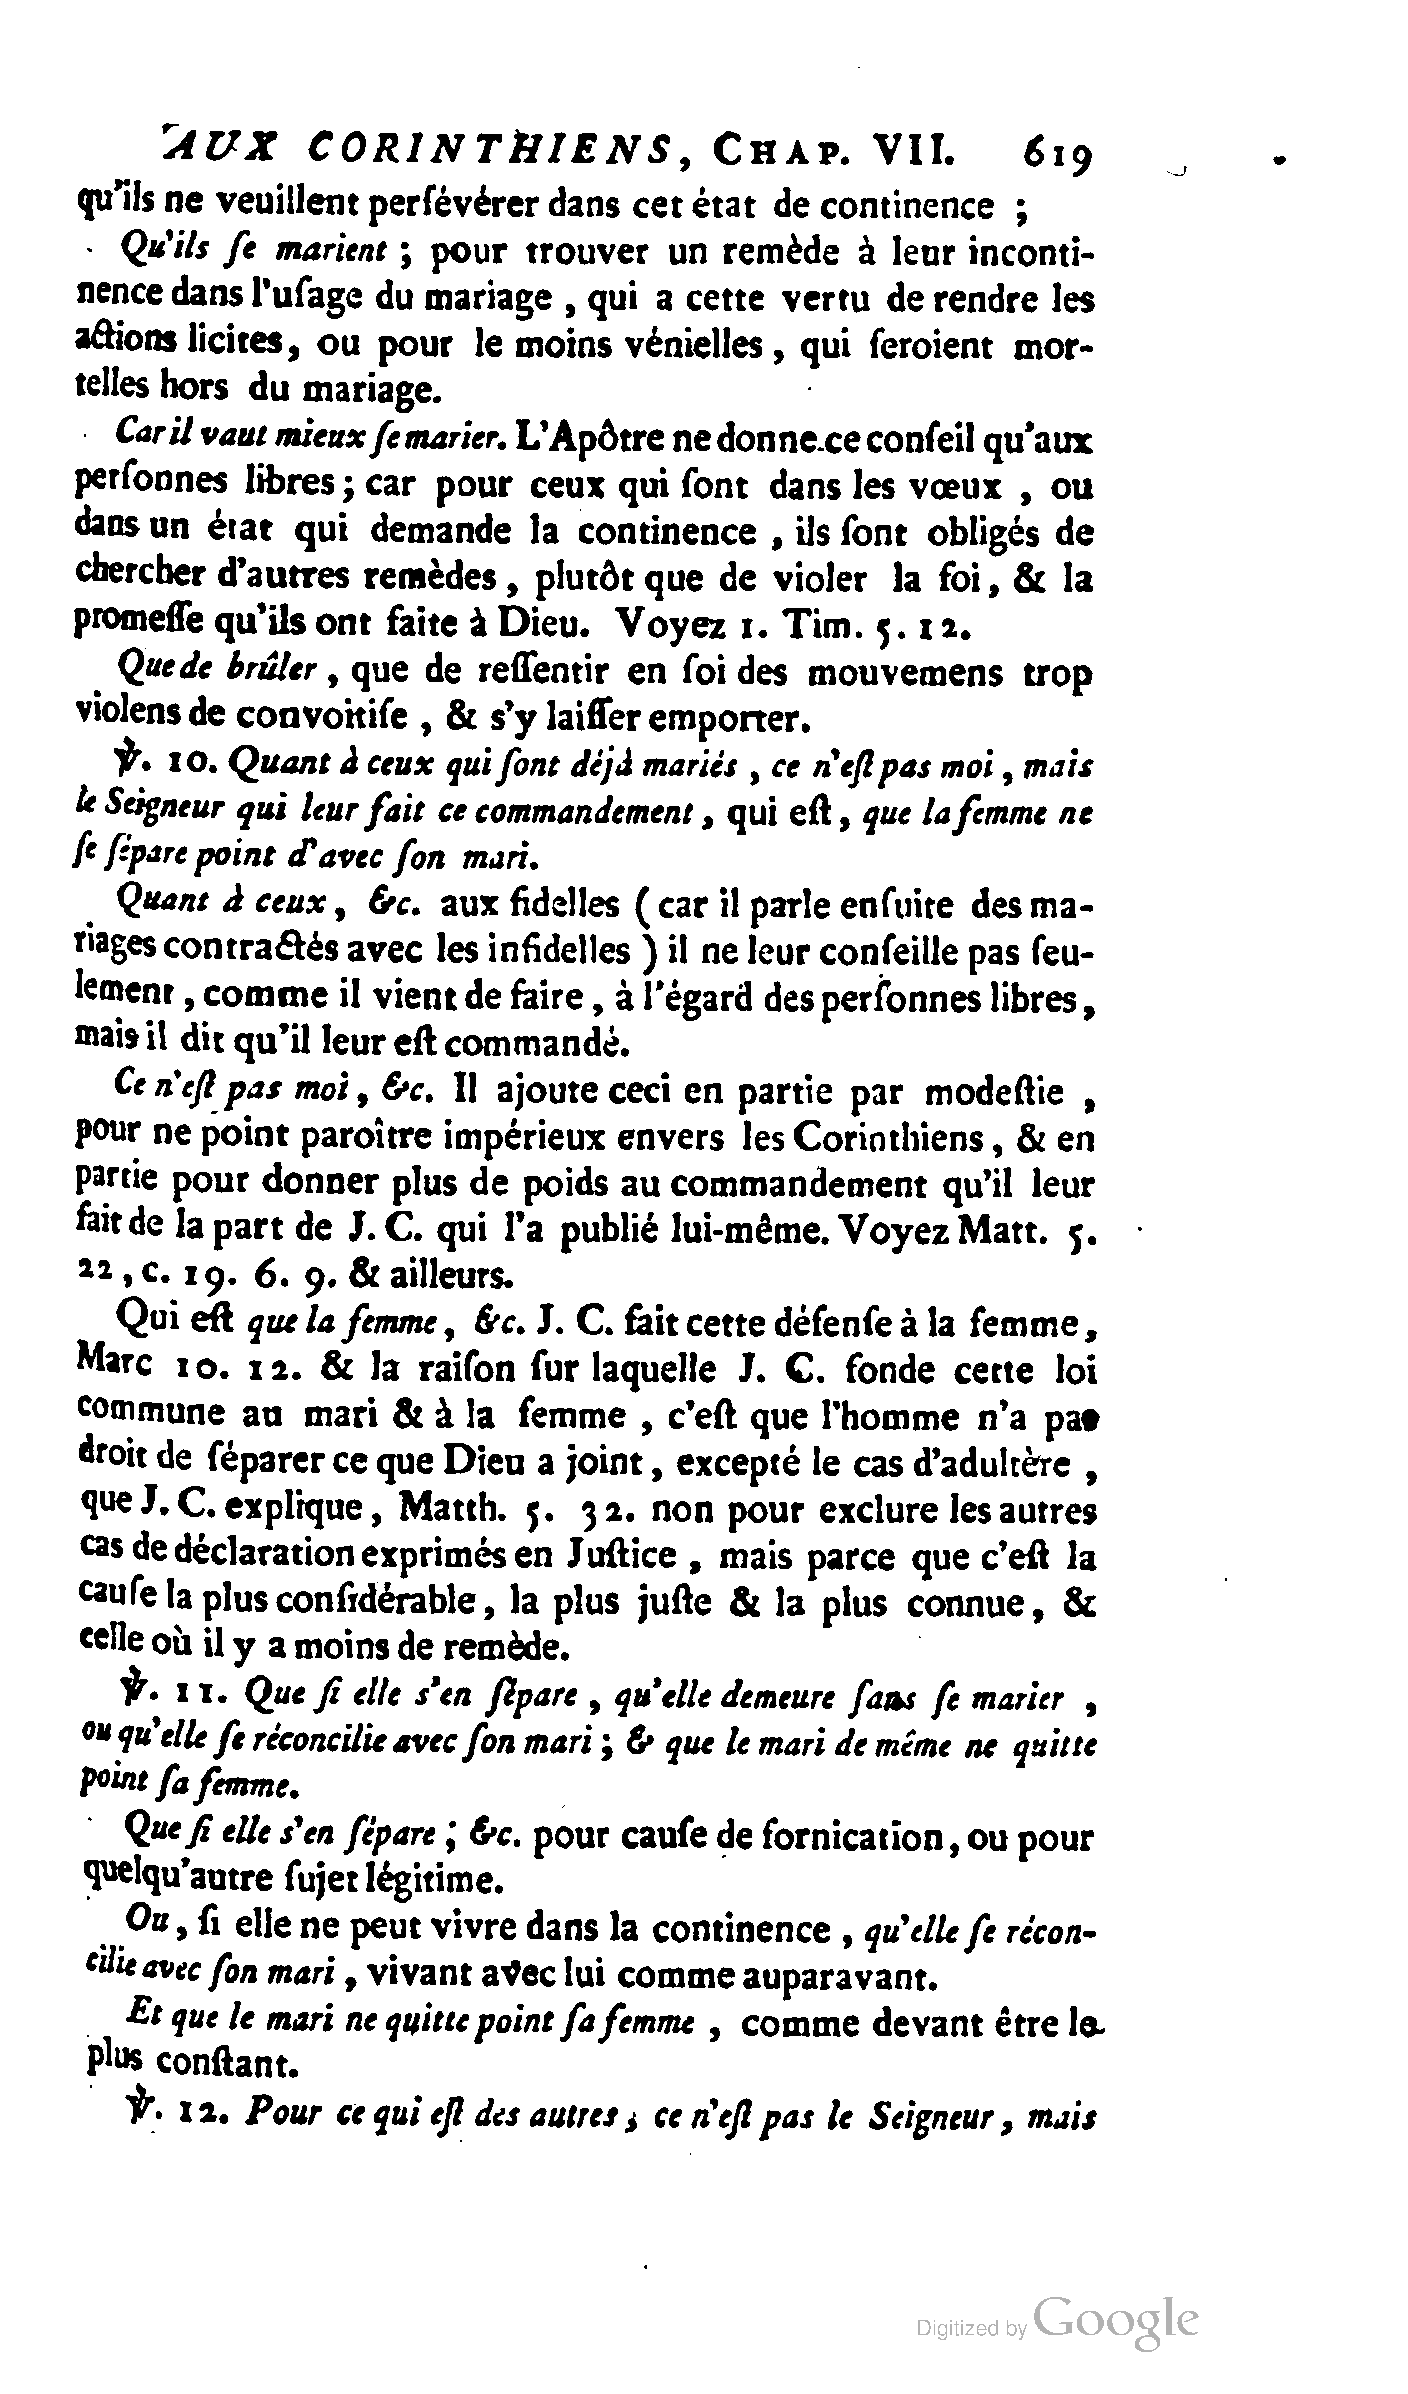 AUX CORINTHIENS, CHAP. VII. 619
qu'ils ne veuillent perſévérer dans cet état de continence ;
Qu'ils ſe marient ; pour trouver un remède à leur inconti-
nence dans l'uſage du mariage , qui a cette vertu de rendre les
actions licites, ou pour le moins vénielles , qui ſeroient mor-
telles hors du mariage.
Car il vaut mieux ſe marier. L'Apôtre ne donne ce conſeil qu'aux
perſonnes libres ; car pour ceux qui ſont dans les vœux , ou
dans un état qui demande la continence , ils ſont obligés de
chercher d'autres remèdes, plutôt que de violer la foi, & la
promeſſe qu'ils ont faite à Dieu. Voyez 1. Tim. 5. 12.
Que de brûler , que de reſſentir en ſoi des mouvemens trop
violens de convoitiſe , & s'y laiſſer emporter.
℣. 10. Quant à ceux qui ſont déjà mariés , ce n'eſt pas moi , mais
le Seigneur qui leur fait ce commandement , qui eſt , que la femme ne
ſe ſépare point d'avec ſon mari.
Quant à ceux, &c. aux fidelles ( car il parle enſuite des ma-
riages contractés avec les infidelles ) il ne leur conſeille pas ſeu-
lement , comme il vient de faire , à l'égard des perſonnes libres,
mais il dit qu'il leur eſt commandé.
Ce n'eſt pas moi, &c. Il ajoute ceci en partie par modeſtie ,
pour ne point paroître impérieux envers les Corinthiens, & en
partie pour donner plus de poids au commandement qu'il leur
fait de la part de J. C. qui l'a publié lui-même. Voyez Matt. 5.
22 , c. 19. 6. 9. & ailleurs.
Qui eſt que la femme, &c. J. C. fait cette défenſe à la femme,
Marc 10. 12. & la raiſon ſur laquelle J. C. fonde cette loi
commune au mari & à la femme , c'eſt que l'homme n'a pas
droit de ſéparer ce que Dieu a joint, excepté le cas d'adultère ,
que J. C. explique, Matth. 5. 32. non pour exclure les autres
cas de déclaration exprimés en Juſtice , mais parce que c'eſt la
cauſe la plus conſidérable, la plus juſte & la plus connue, &
celle où il y a moins de remède.
℣. 11. Que ſi elle s'en ſépare , qu'elle demeure ſans ſe marier ,
ou qu'elle ſe réconcilie avec ſon mari ; & que le mari de même ne quitte
point ſa femme.
Que ſi elle s'en ſépare ; &c. pour cauſe de fornication, ou pour
quelqu'autre ſujet légitime.
Ou, ſi elle ne peut vivre dans la continence , qu'elle ſe récon-
cilie avec ſon mari , vivant avec lui comme auparavant.
Et que le mari ne quitte point ſa femme , comme devant être le
plus conſtant.
℣. 12. Pour ce qui eſt des autres ; ce n'eſt pas le Seigneur, mais
Digitized by Google